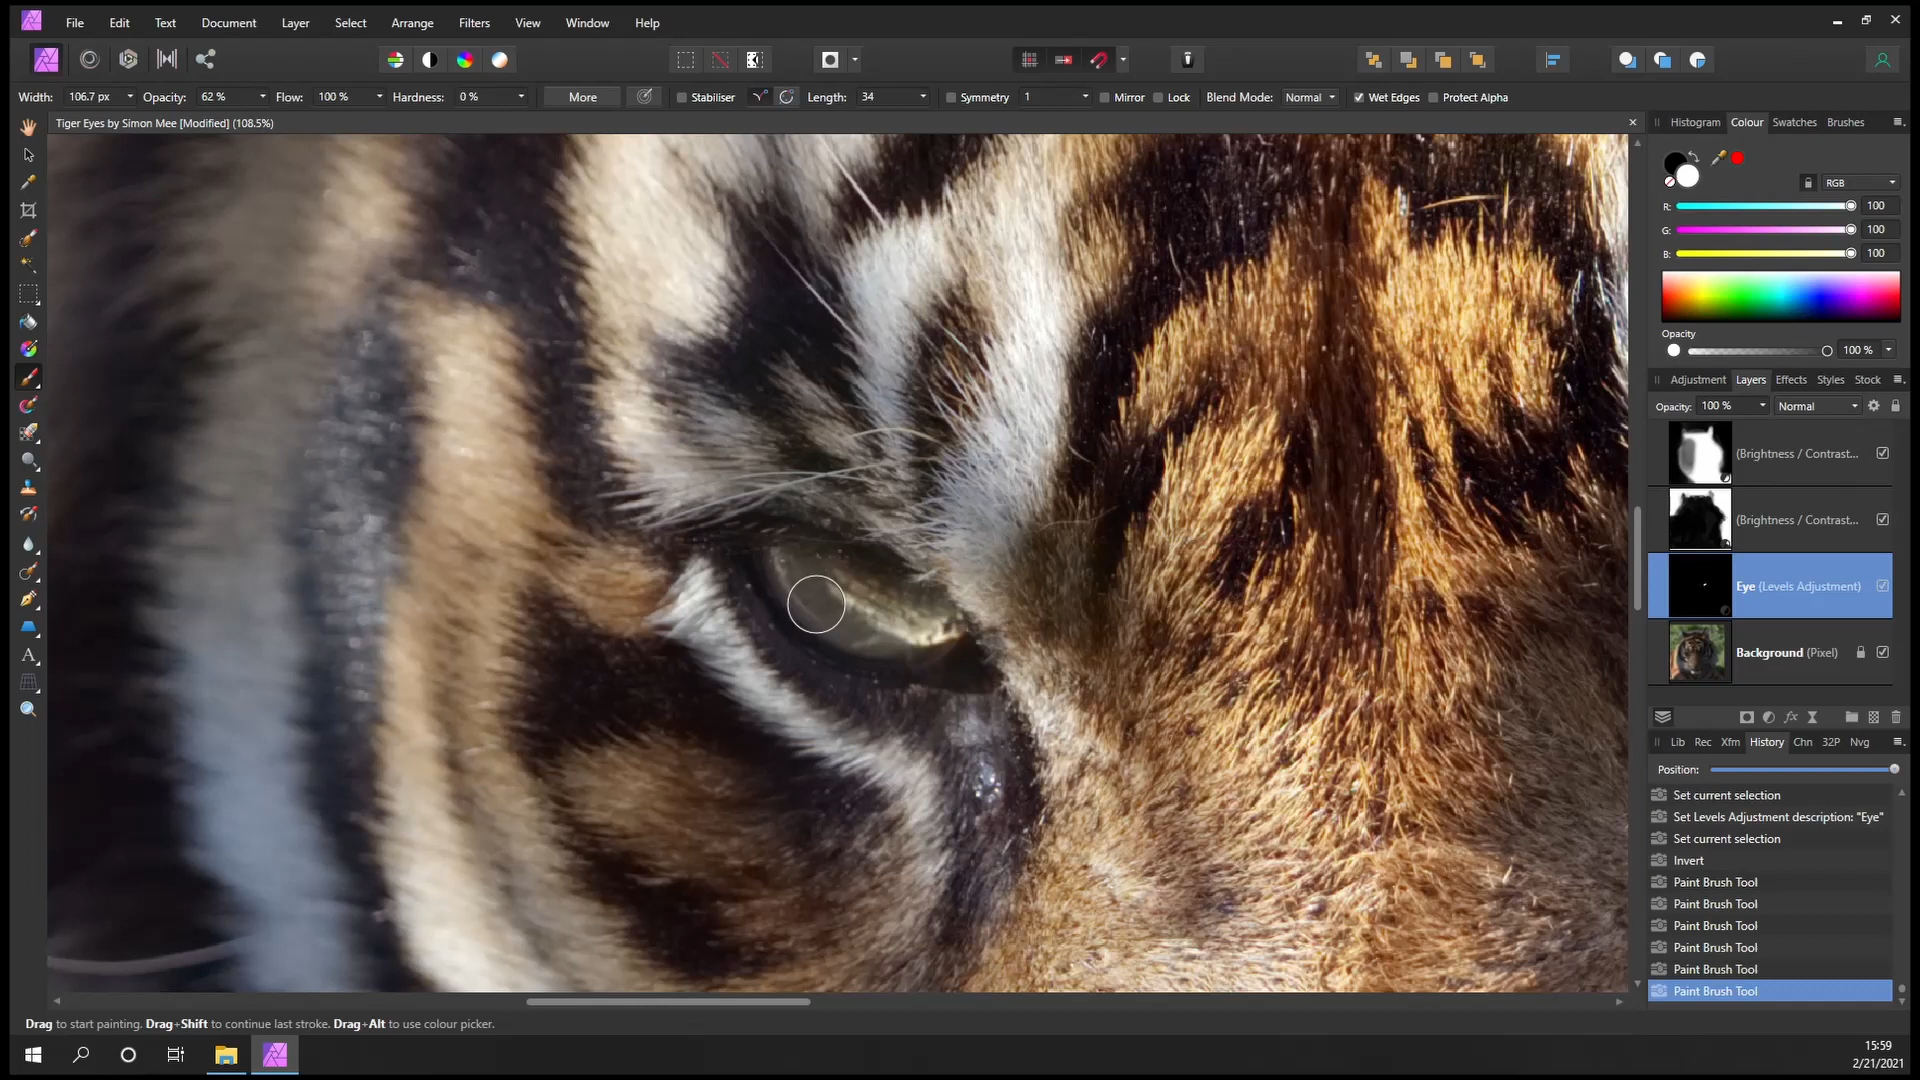 File Edit Text Document Layer Select Arrange Filters View Window Help
Width: 106.7 px Opacity: 62 % Flow: 100 % Hardness: 0 % More Stabiliser Length: 34 Symmetry 1 Mirror Lock Blend Mode: Normal Wet Edges Protect Alpha
Tiger Eyes by Simon Mee [Modified] (108.5%)
Histogram Colour Swatches Brushes
RGB
R: 100
G: 100
B: 100
Opacity
100 %
Adjustment Layers Effects Styles Stock
Opacity: 100 % Normal
(Brightness / Contrast...
(Brightness / Contrast...
Eye (Levels Adjustment)
Background (Pixel)
Lib Rec Xfm History Chn 32P Nvg
Position:
Set current selection
Set Levels Adjustment description: "Eye"
Set current selection
Invert
Paint Brush Tool
Paint Brush Tool
Paint Brush Tool
Paint Brush Tool
Paint Brush Tool
Paint Brush Tool
Drag to start painting. Drag+Shift to continue last stroke. Drag+Alt to use colour picker.
15:59
2/21/2021